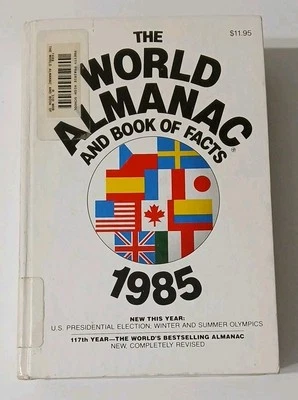 THE
$11.95
WORLD
ALMANAC®
AND BOOK OF FACTS
1985
NEW THIS YEAR:
U.S. PRESIDENTIAL ELECTION, WINTER AND SUMMER OLYMPICS
117th YEAR—THE WORLD'S BESTSELLING ALMANAC
NEW, COMPLETELY REVISED